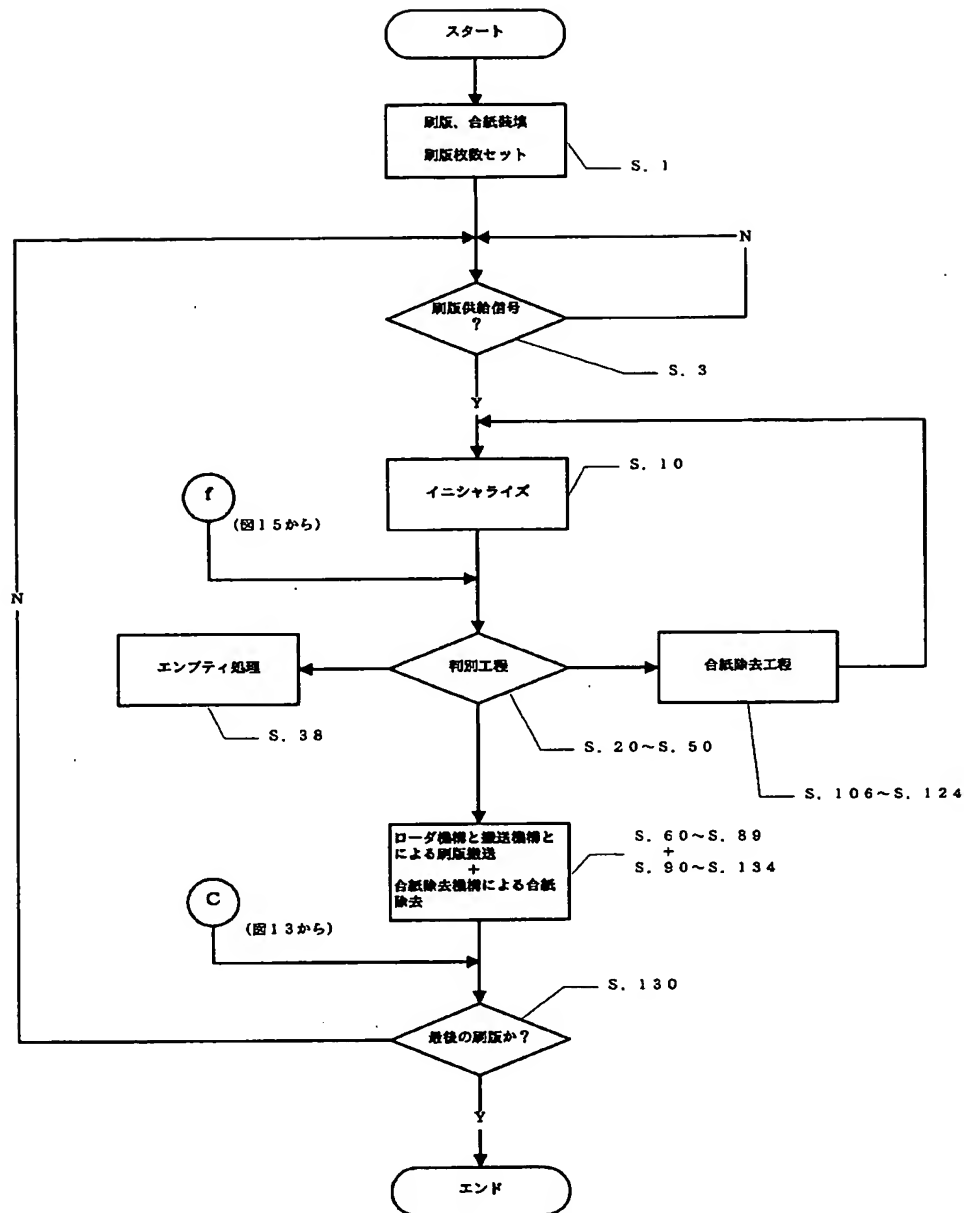 スタート
刷版、合紙装填
刷版枚数セット
S. 1
N
刷版供給信号
?
S. 3
Y
S. 10
イニシャライズ
f
(図15から)
N
エンプティ処理
判別工程
合紙除去工程
S. 38
S. 20~S. 50
S. 106~S. 124
ローダ機構と搬送機構と
による刷版搬送
+
合紙除去機構による合紙
除去
S. 60~S. 89
+
S. 90~S. 134
C
(図13から)
S. 130
最後の刷版か?
Y
エンド